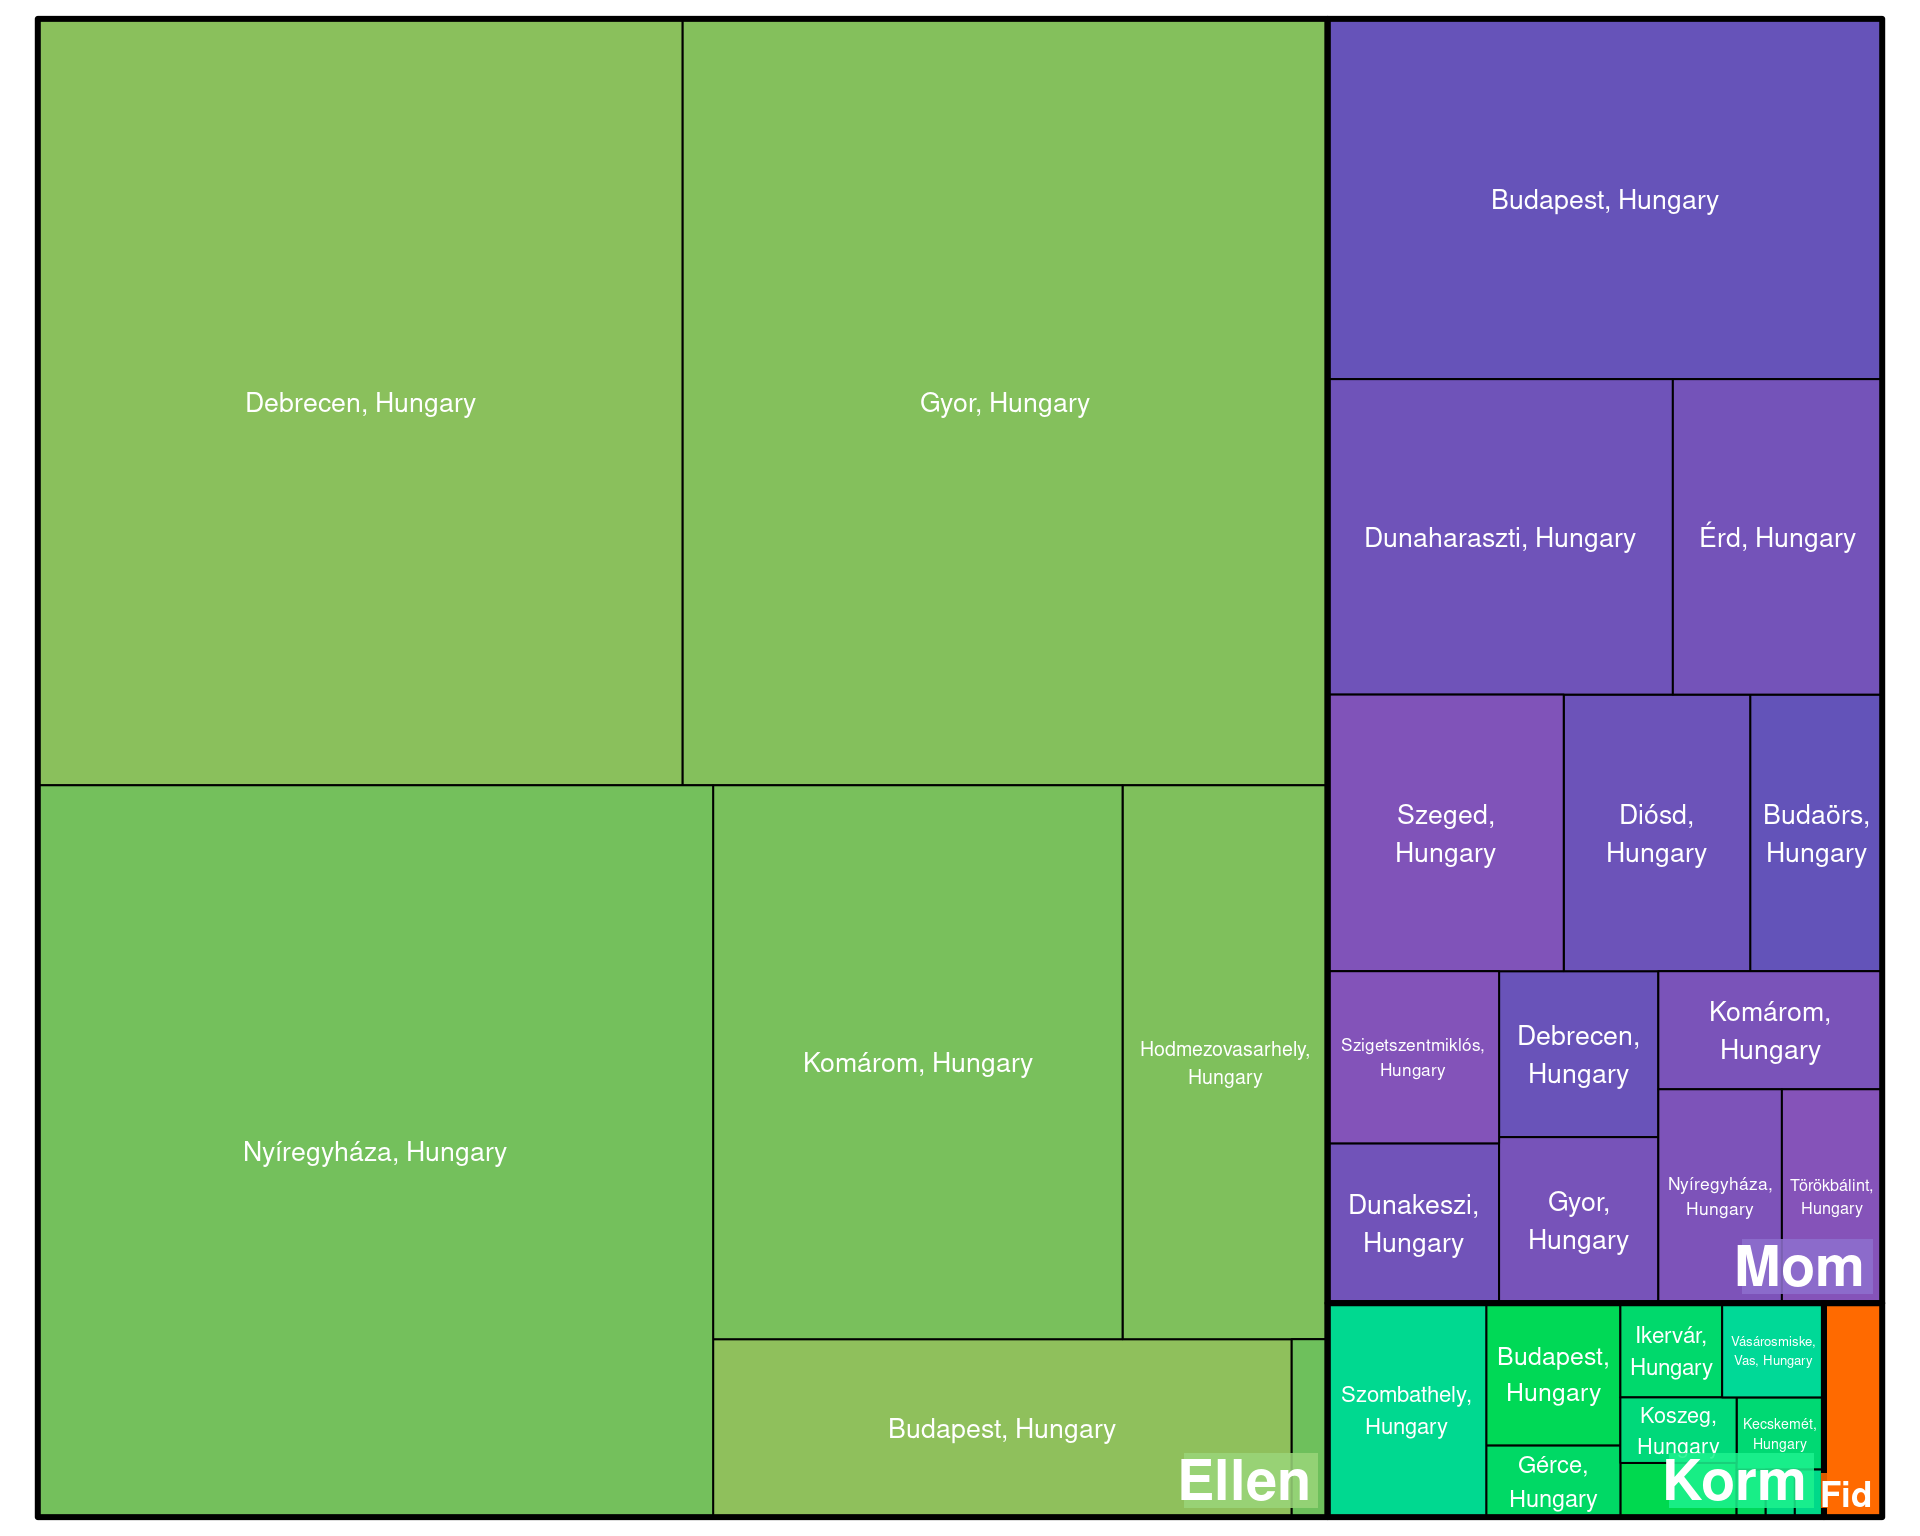 Debrecen, Hungary
Gyor, Hungary
Nyíregyháza, Hungary
Komárom, Hungary
Hodmezovasarhely,
Hungary
Budapest, Hungary
Ellen
Budapest, Hungary
Dunaharaszti, Hungary
Érd, Hungary
Szeged,
Hungary
Diósd,
Hungary
Budaörs,
Hungary
Szigetszentmiklós,
Hungary
Debrecen,
Hungary
Komárom,
Hungary
Dunakeszi,
Hungary
Gyor,
Hungary
Nyíregyháza,
Hungary
Törökbálint,
Hungary
Mom
Szombathely,
Hungary
Budapest,
Hungary
Gérce,
Hungary
Ikervár,
Hungary
Vásárosmiske,
Vas, Hungary
Koszeg,
Hungary
Kecskemét,
Hungary
Korm
Fid